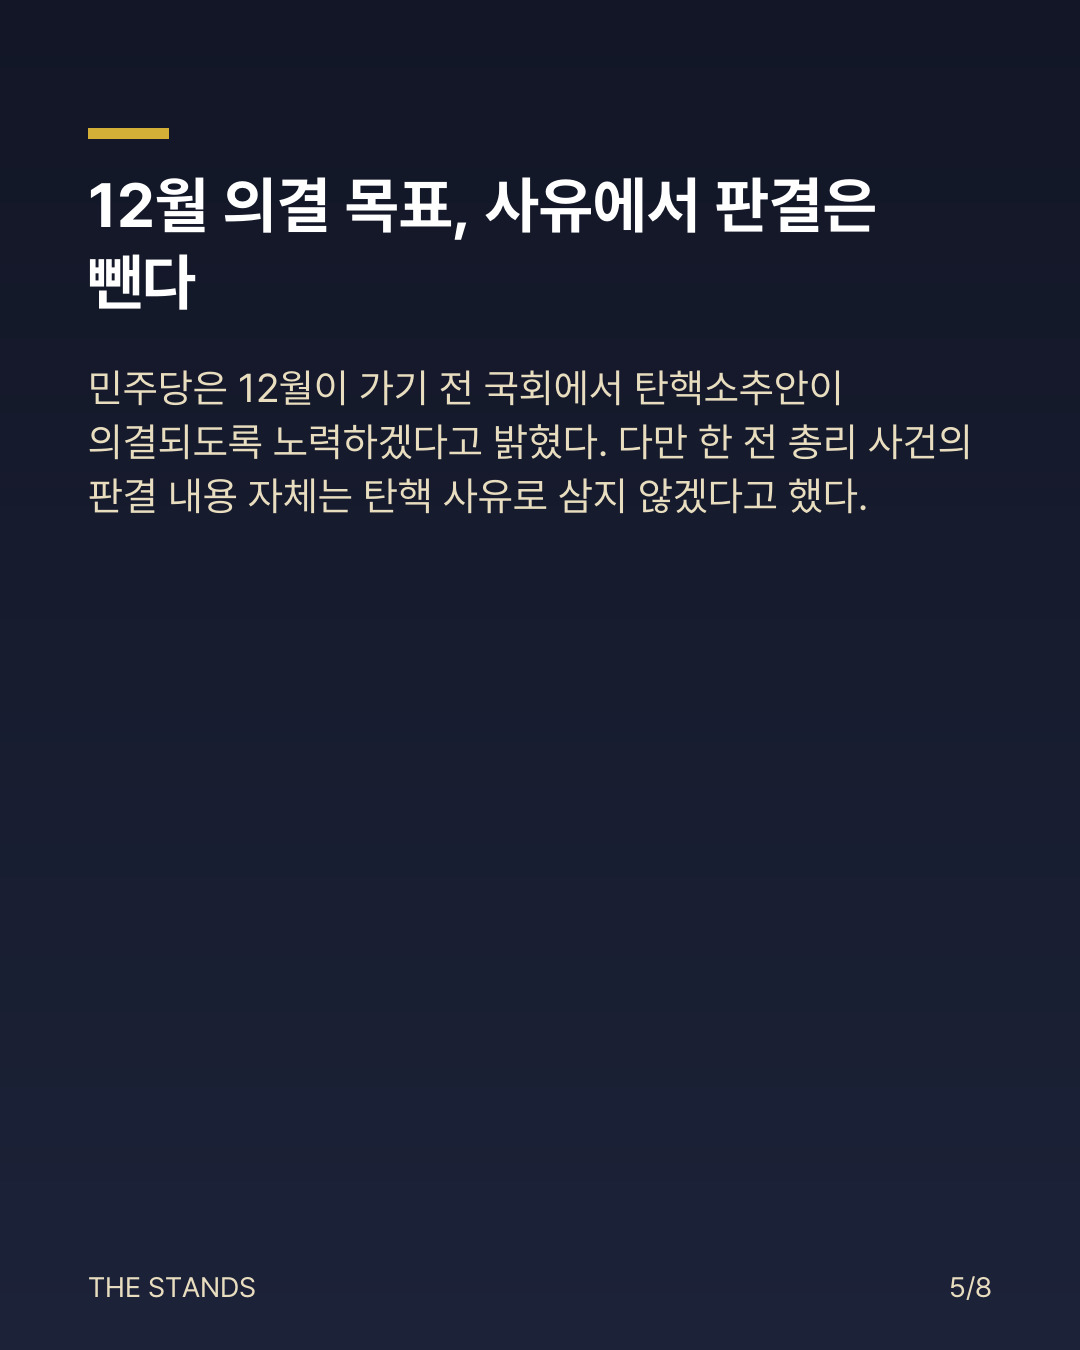 12월 의결 목표, 사유에서 판결은
뺀다
민주당은 12월이 가기 전 국회에서 탄핵소추안이
의결되도록 노력하겠다고 밝혔다. 다만 한 전 총리 사건의
판결 내용 자체는 탄핵 사유로 삼지 않겠다고 했다.
THE STANDS
5/8